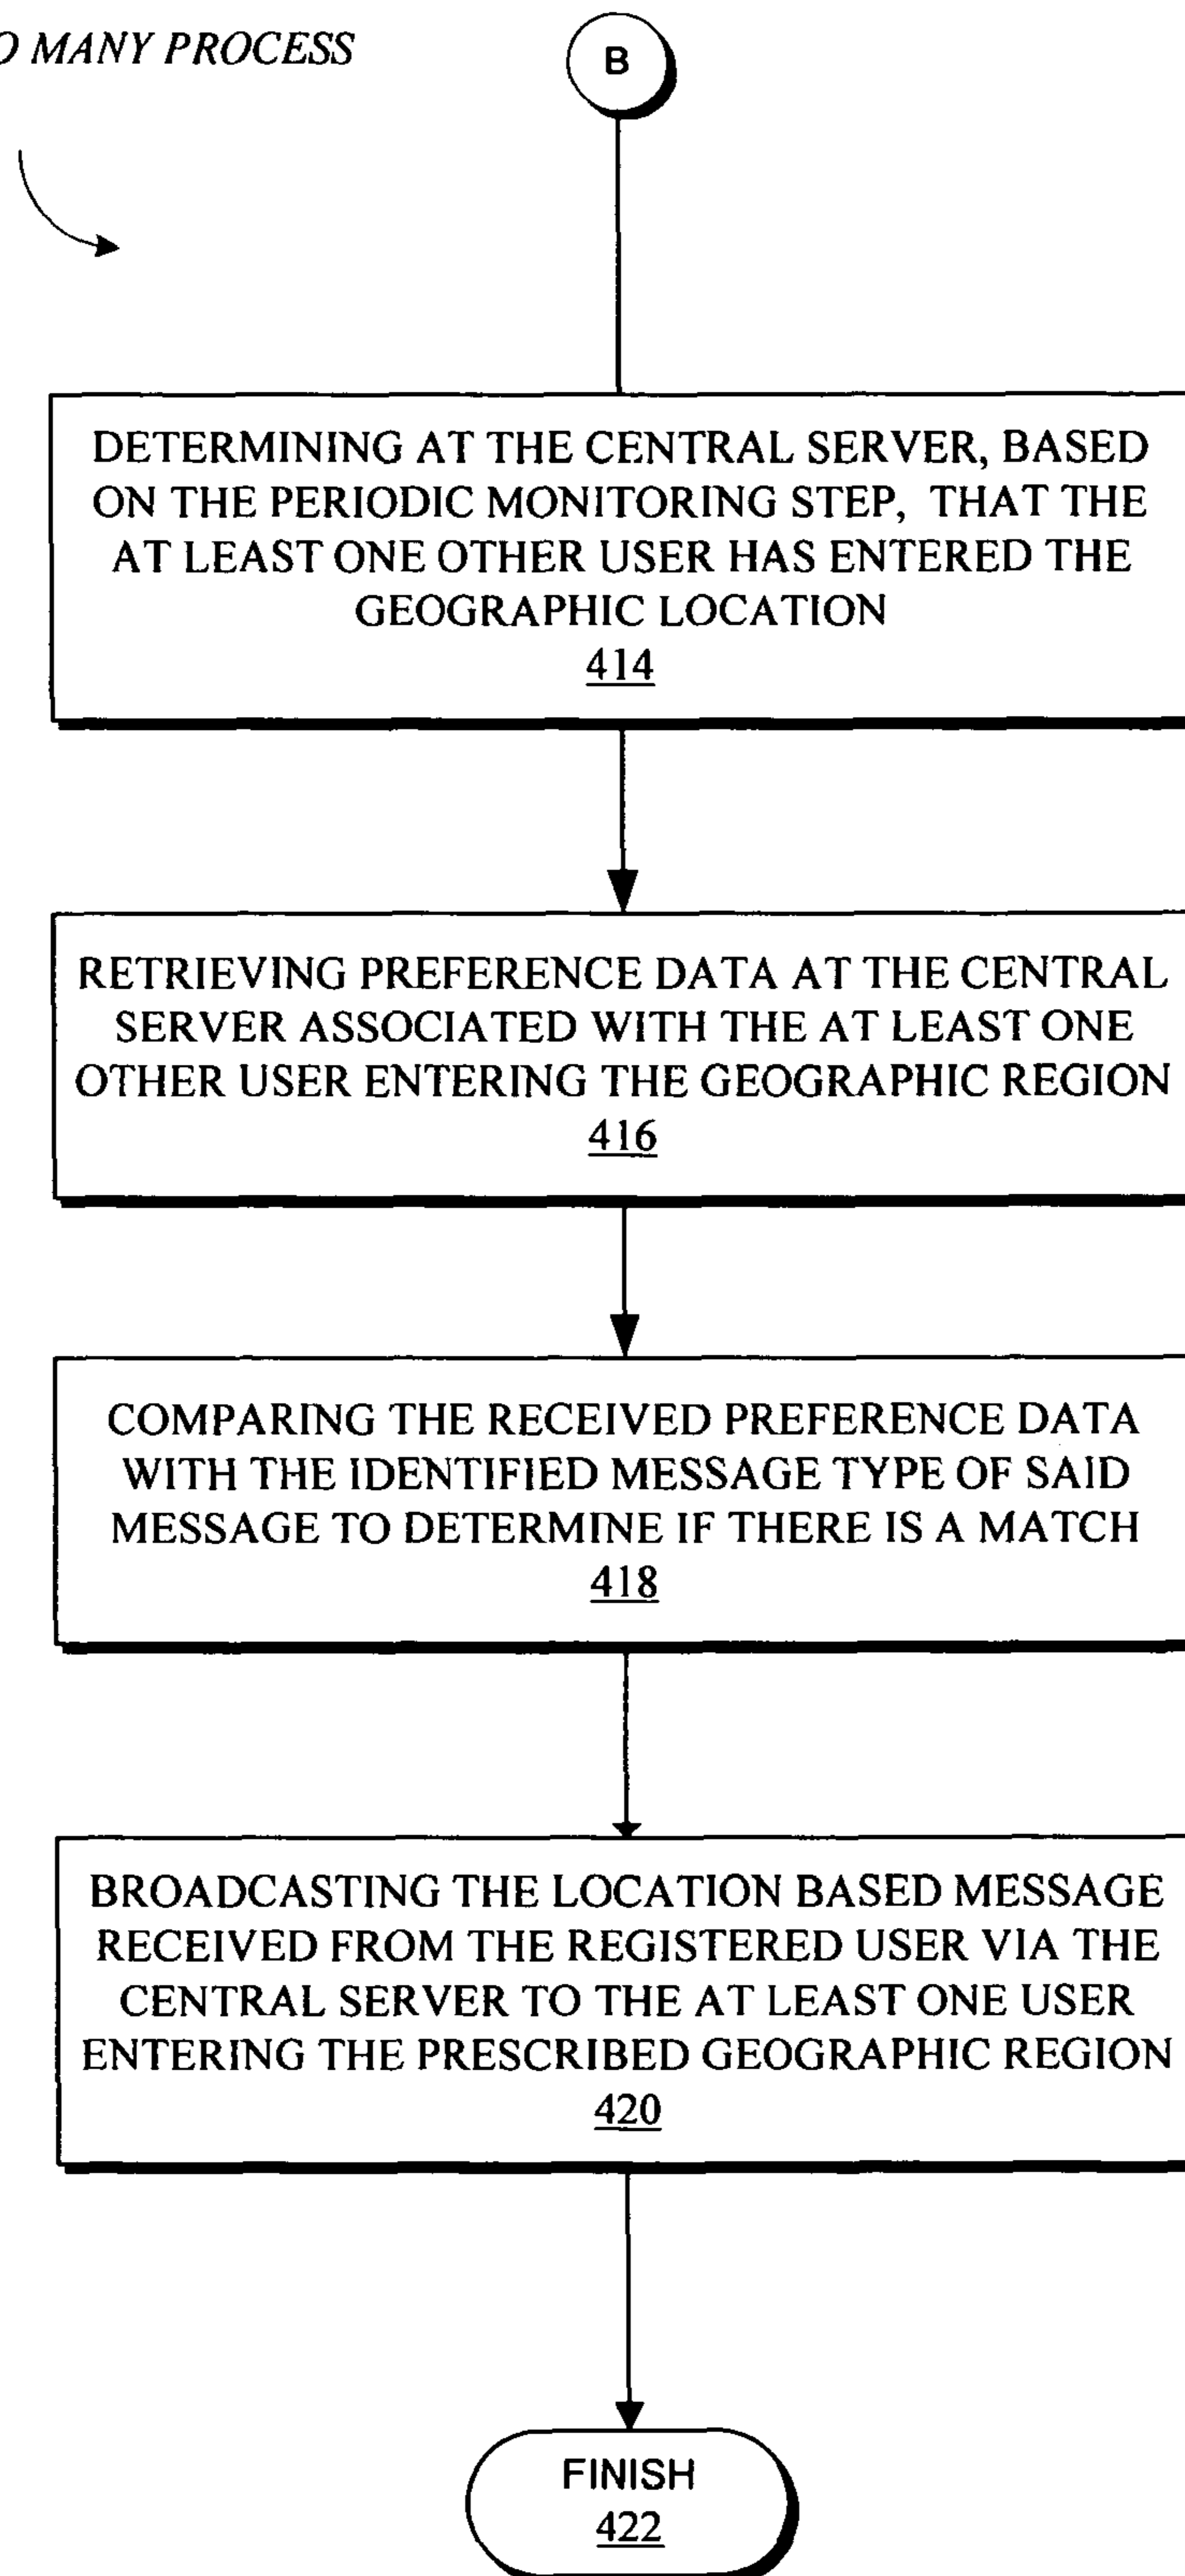 MANY PROCESS
B
DETERMINING AT THE CENTRAL SERVER, BASED
ON THE PERIODIC MONITORING STEP, THAT THE
AT LEAST ONE OTHER USER HAS ENTERED THE
GEOGRAPHIC LOCATION
414
RETRIEVING PREFERENCE DATA AT THE CENTRAL
SERVER ASSOCIATED WITH THE AT LEAST ONE
OTHER USER ENTERING THE GEOGRAPHIC REGION
416
COMPARING THE RECEIVED PREFERENCE DATA
WITH THE IDENTIFIED MESSAGE TYPE OF SAID
MESSAGE TO DETERMINE IF THERE IS A MATCH
418
BROADCASTING THE LOCATION BASED MESSAGE
RECEIVED FROM THE REGISTERED USER VIA THE
CENTRAL SERVER TO THE AT LEAST ONE USER
ENTERING THE PRESCRIBED GEOGRAPHIC REGION
420
FINISH
422